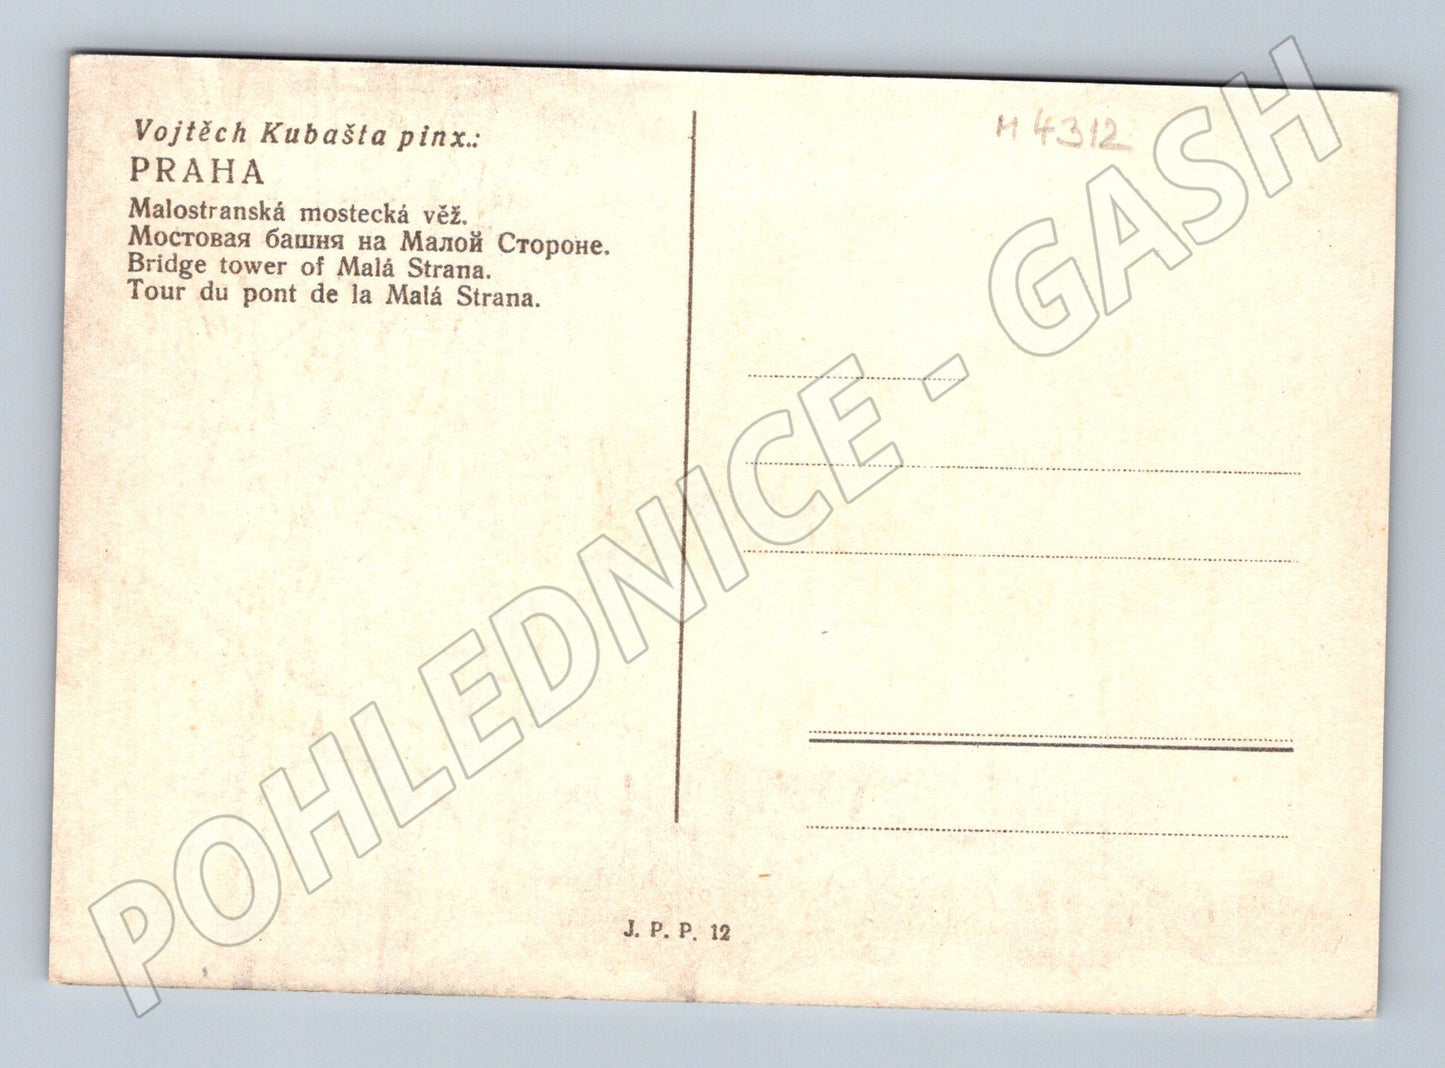 Vojtěch Kubašta pinx.:
PRAHA
Malostranská mostecká věž.
Мостовая башня на Малой Стороне.
Bridge tower of Malá Strana.
Tour du pont de la Malá Strana.
M 4312
J. P. P. 12
POHLEDNICE - GASH